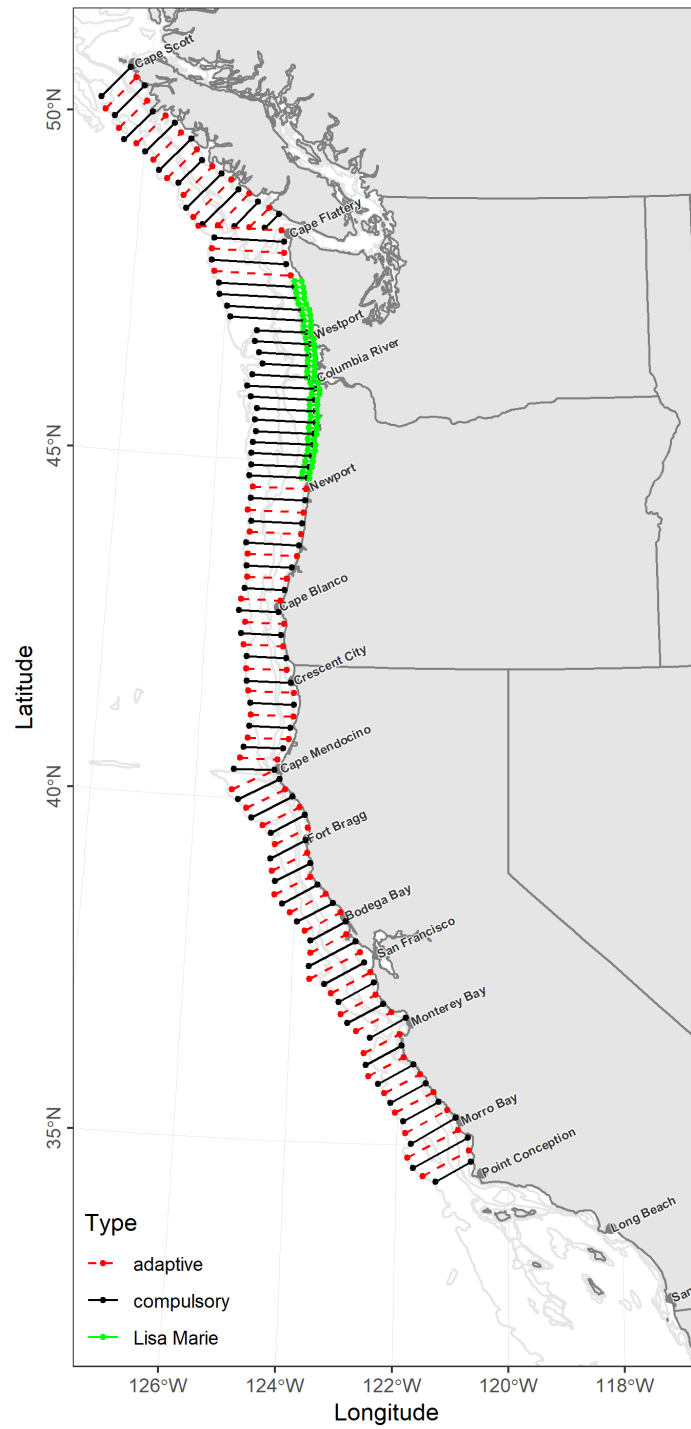 Cape Scott
50°N
Cape Flattery
Westport
Columbia River
45°N
Newport
Cape Blanco
Crescent City
Latitude
Cape Mendocino
40°N
Fort Bragg
Bodega Bay
San Francisco
Monterey Bay
35°N
Morro Bay
Point Conception
Long Beach
San
Type
adaptive
compulsory
Lisa Marie
126°W
124°W
122°W
120°W
118°W
Longitude